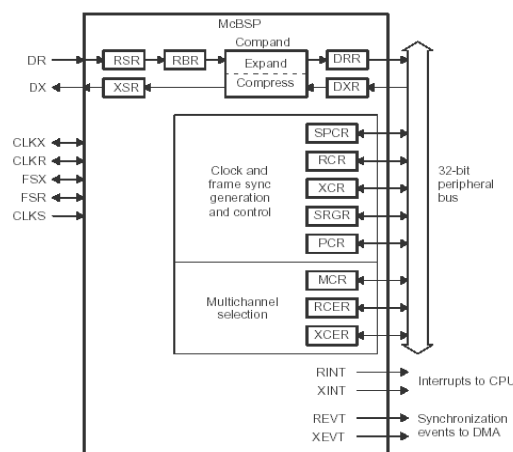 McBSP
Compand
DR
RSR
RBR
Expand
DRR
DX
XSR
Compress
DXR
CLKX
CLKR
FSX
FSR
CLKS
Clock and
frame sync
generation
and control
SPCR
RCR
XCR
SRGR
PCR
32-bit
peripheral
bus
Multichannel
selection
MCR
RCER
XCER
RINT
XINT
Interrupts to CPU
REVT
XEVT
Synchronization
events to DMA